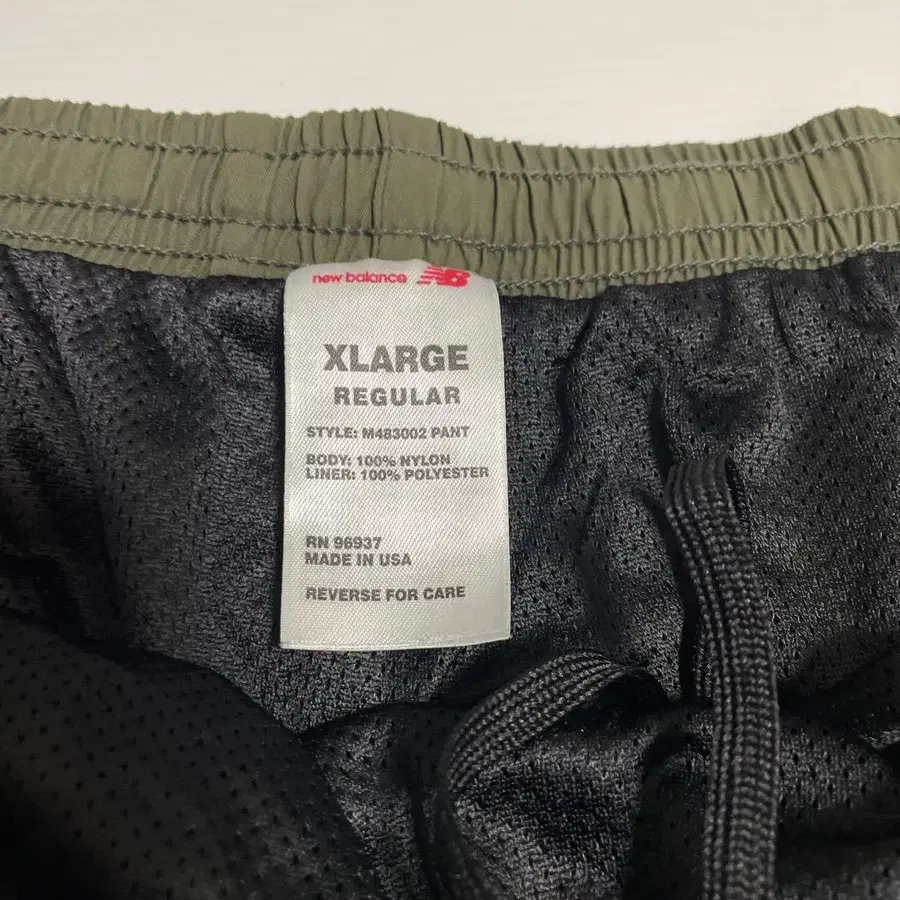 new balance NB
XLARGE
REGULAR
STYLE: M483002 PANT
BODY: 100% NYLON
LINER: 100% POLYESTER
RN 96937
MADE IN USA
REVERSE FOR CARE